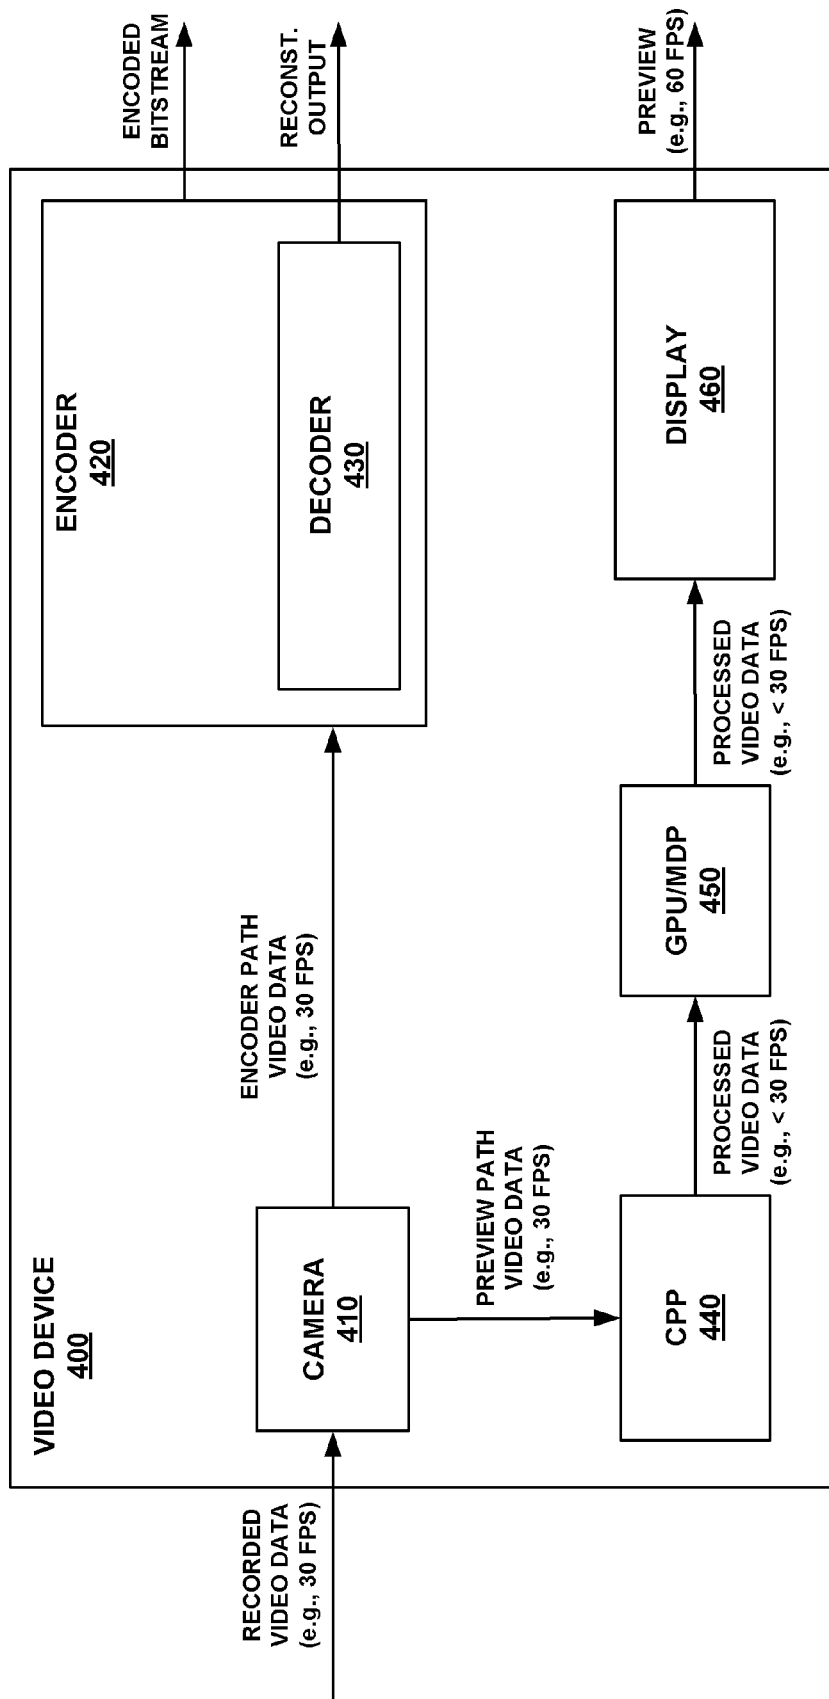 VIDEO DEVICE
400
RECORDED
VIDEO DATA
(e.g., 30 FPS)
CAMERA
410
ENCODER PATH
VIDEO DATA
(e.g., 30 FPS)
ENCODER
420
DECODER
430
ENCODED
BITSTREAM
RECONST.
OUTPUT
PREVIEW PATH
VIDEO DATA
(e.g., 30 FPS)
CPP
440
PROCESSED
VIDEO DATA
(e.g., < 30 FPS)
GPU/MDP
450
PROCESSED
VIDEO DATA
(e.g., < 30 FPS)
DISPLAY
460
PREVIEW
(e.g., 60 FPS)